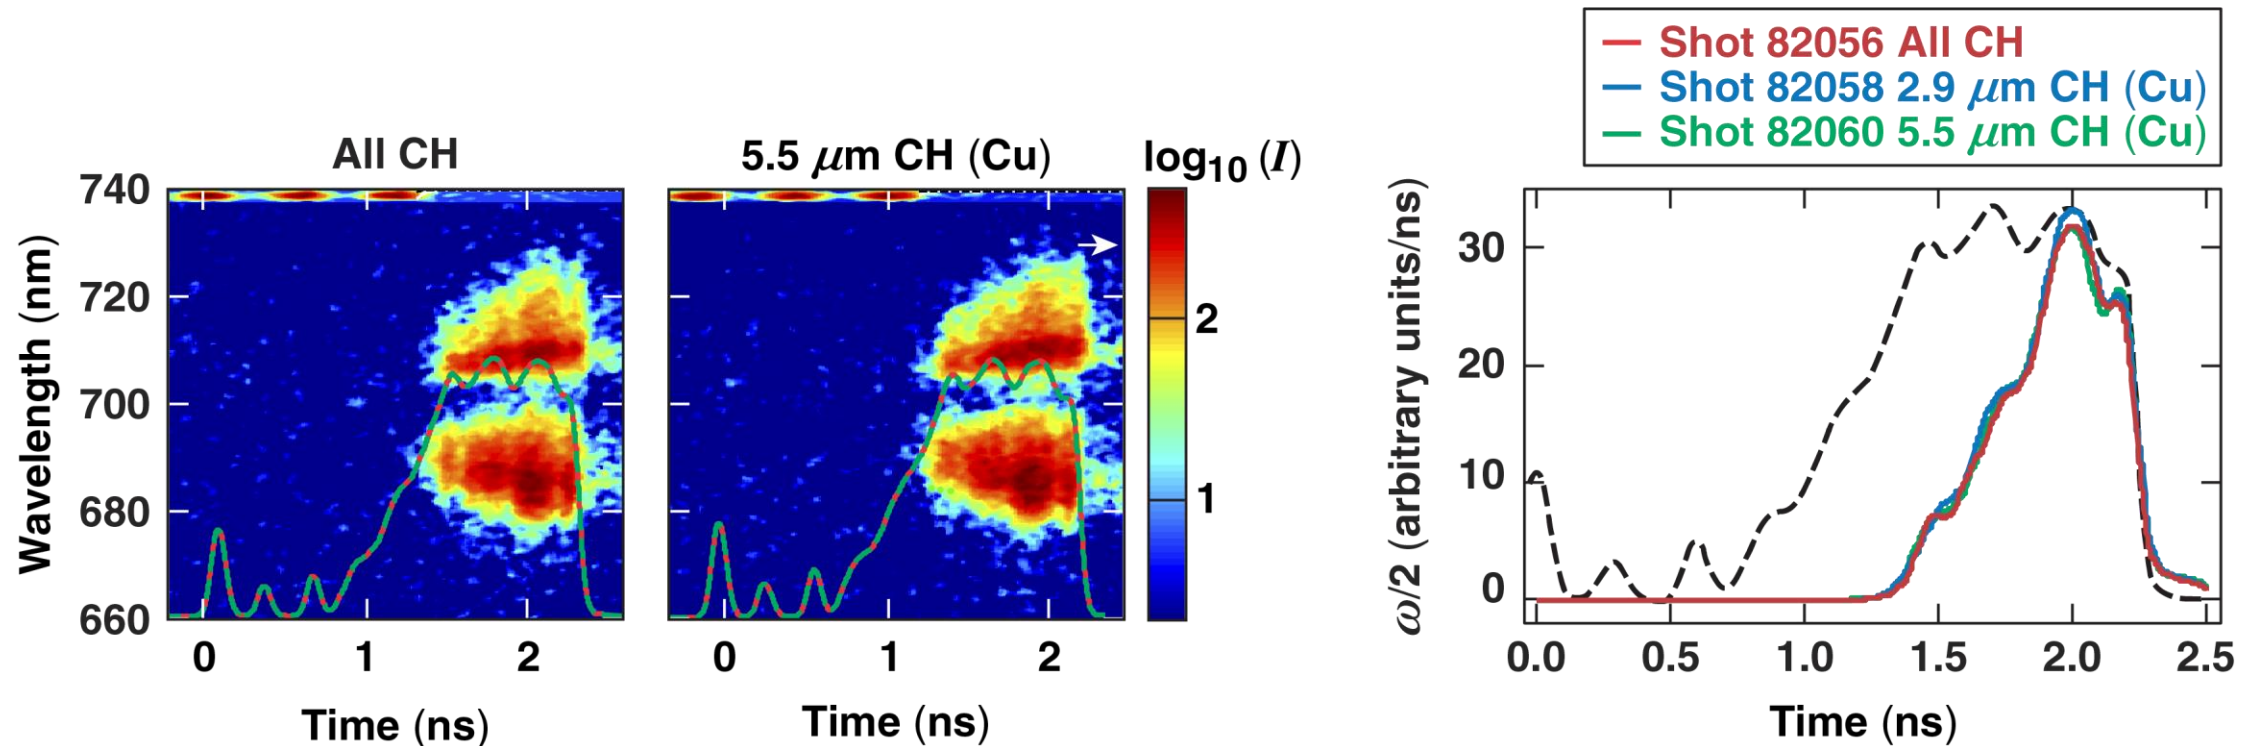 All CH
5.5 μm CH (Cu)
log10 (I)
Wavelength (nm)
740
720
700
680
660
0
1
2
Time (ns)
0
1
2
Time (ns)
2
1
Shot 82056 All CH
Shot 82058 2.9 μm CH (Cu)
Shot 82060 5.5 μm CH (Cu)
ω/2 (arbitrary units/ns)
30
20
10
0
0.0
0.5
1.0
1.5
2.0
2.5
Time (ns)